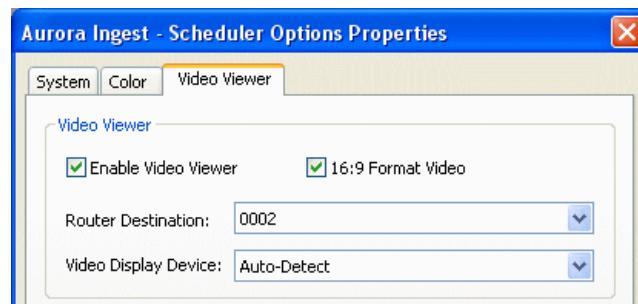 Aurora Ingest - Scheduler Options Properties
System Color Video Viewer
Video Viewer
Enable Video Viewer 16:9 Format Video
Router Destination: 0002
Video Display Device: Auto-Detect